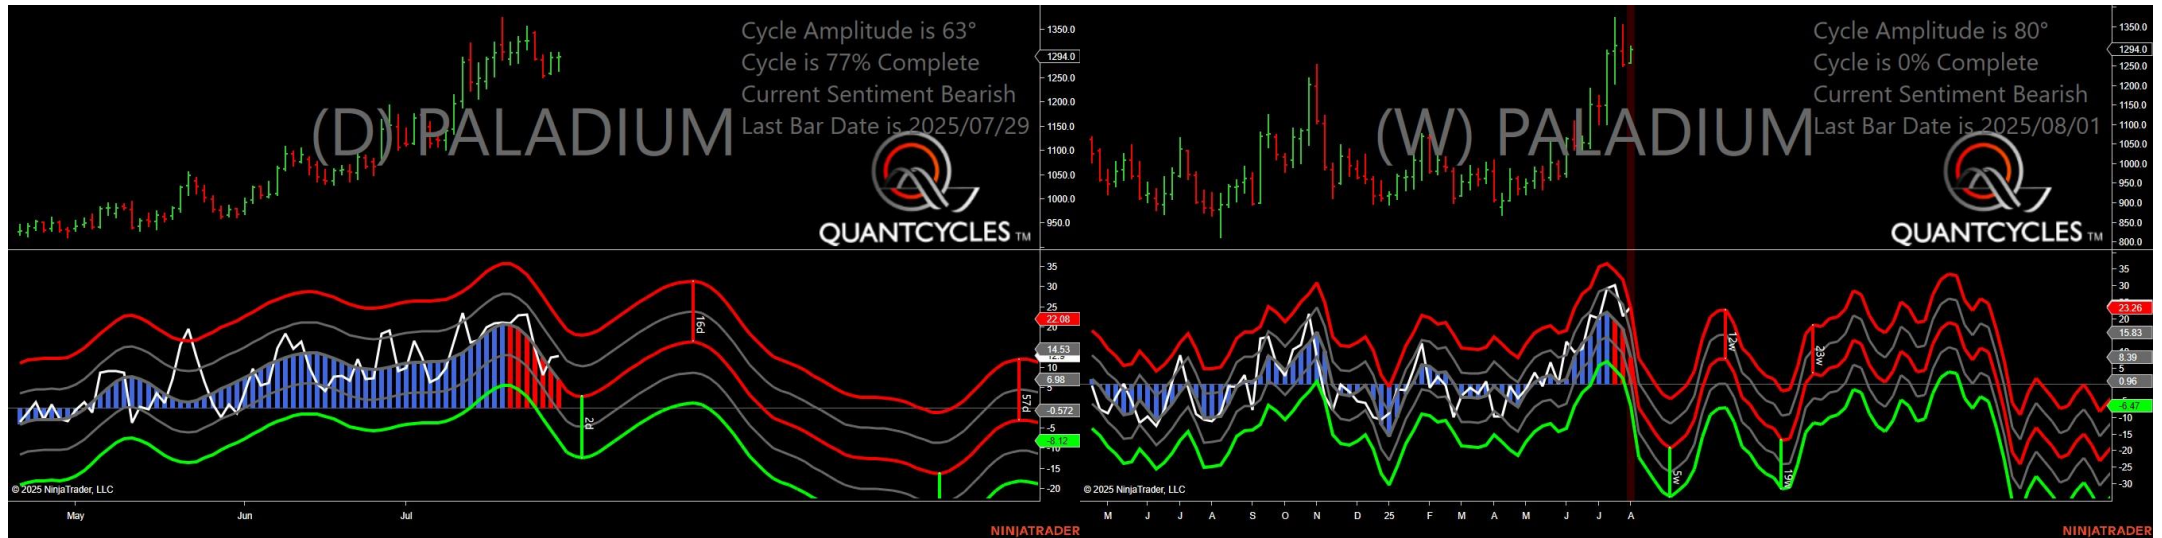 Cycle Amplitude is 63°
Cycle is 77% Complete
Current Sentiment Bearish
Last Bar Date is 2025/07/29
(D) PALADIUM
QUANTCYCLES TM
1350.0
1294.0
1250.0
1200.0
1150.0
1100.0
1050.0
1000.0
950.0
35
30
25
22.08
20
14.53
10
6.98
5
-0.572
-5
-8.12
-15
-20
2d
16d
57d
© 2025 NinjaTrader, LLC
May
Jun
Jul
NINJATRADER
Cycle Amplitude is 80°
Cycle is 0% Complete
Current Sentiment Bearish
Last Bar Date is 2025/08/01
(W) PALADIUM
QUANTCYCLES TM
1350.0
1294.0
1250.0
1200.0
1150.0
1100.0
1050.0
1000.0
950.0
900.0
850.0
800.0
35
30
23.26
20
15.83
8.39
5
0.96
-6.47
-10
-15
-20
-25
-30
5w
12w
19w
23w
© 2025 NinjaTrader, LLC
M
J
J
A
S
O
N
D
25
F
M
A
M
J
J
A
NINJATRADER